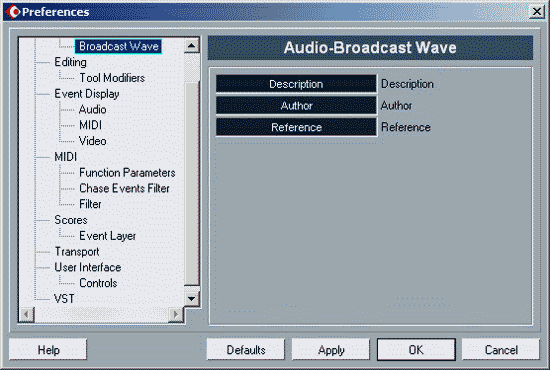 Preferences
Broadcast Wave
Editing
Tool Modifiers
Event Display
Audio
MIDI
Video
MIDI
Function Parameters
Chase Events Filter
Filter
Scores
Event Layer
Transport
User Interface
Controls
VST
Audio-Broadcast Wave
Description Description
Author Author
Reference Reference
Help Defaults Apply OK Cancel